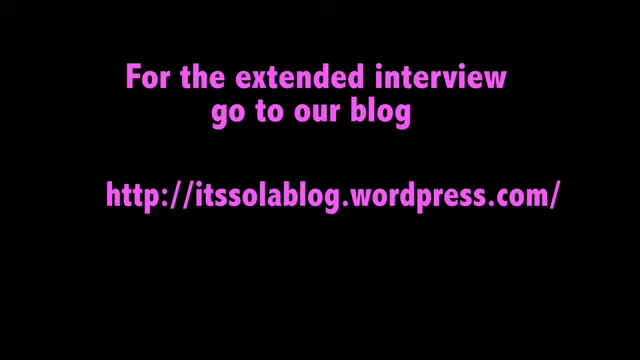 For the extended interview
go to our blog
http://itssolablog.wordpress.com/